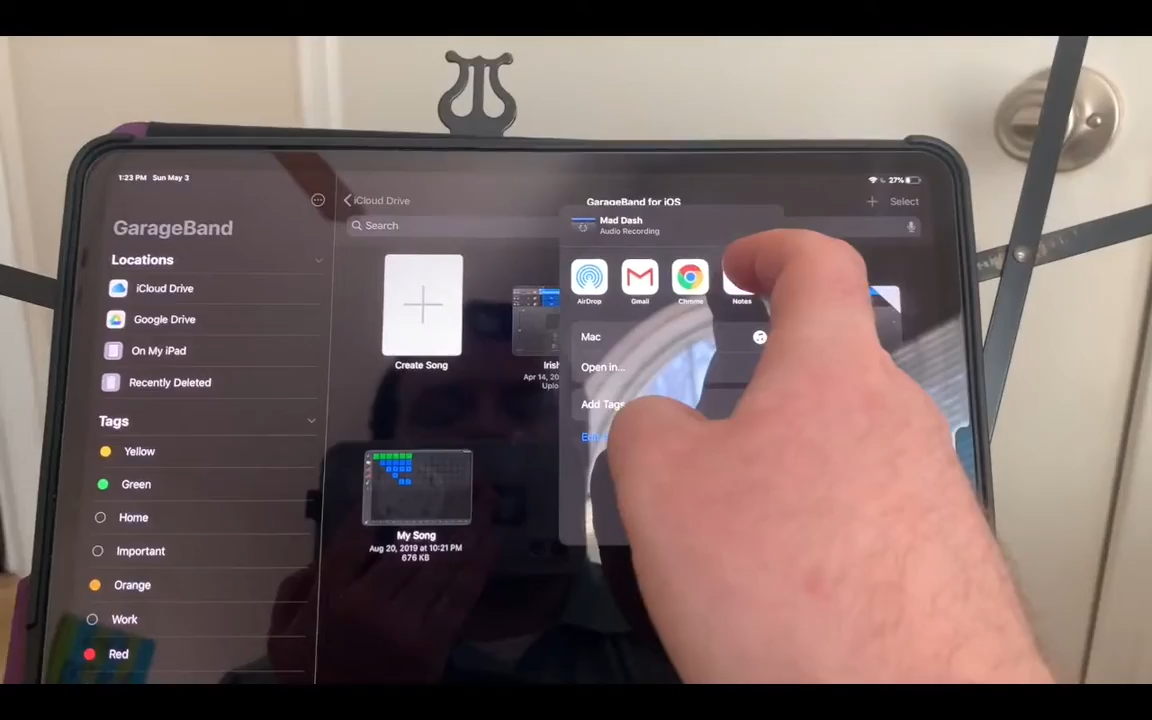 1:23 PM Sun May 3
27%
GarageBand
Locations
iCloud Drive
Google Drive
On My iPad
Recently Deleted
Tags
Yellow
Green
Home
Important
Orange
Work
Red
iCloud Drive
GarageBand for iOS
Select
Search
Create Song
Apr 14, 20
My Song
Aug 20, 2019 at 10:21 PM
676 KB
Mad Dash
Audio Recording
AirDrop
Gmail
Chrome
Notes
Mac
Open in...
Add Tags